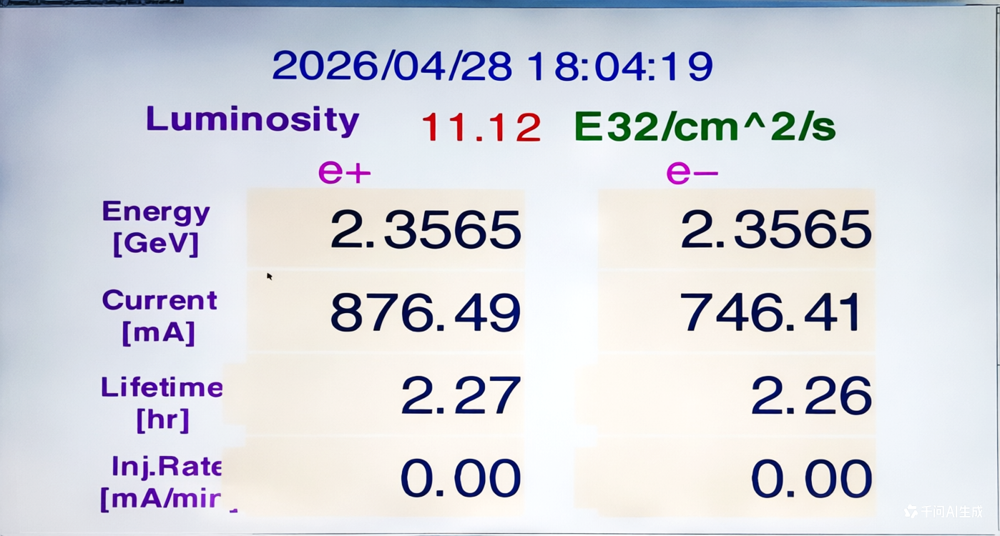 2026/04/28 18:04:19
Luminosity 11.12 E32/cm^2/s
e+ e−
Energy [GeV] 2.3565 2.3565
Current [mA] 876.49 746.41
Lifetime [hr] 2.27 2.26
Inj.Rate [mA/min] 0.00 0.00
千问AI生成